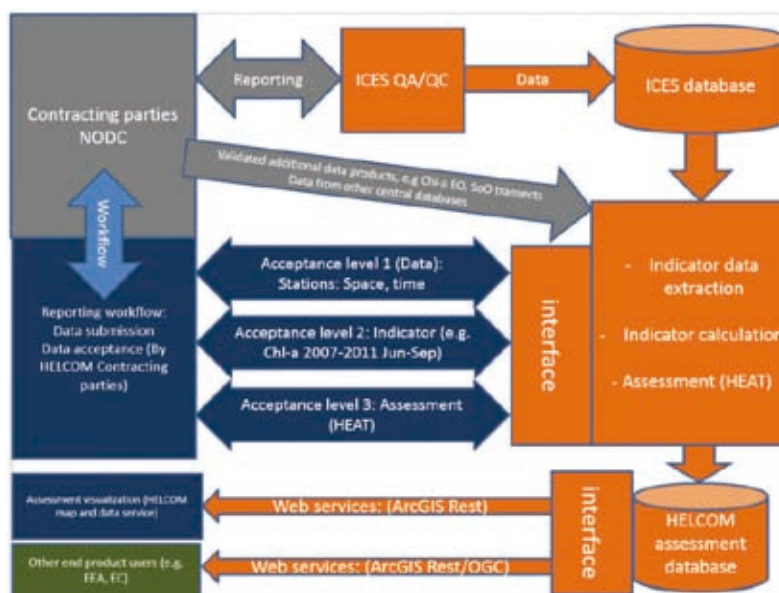 Reporting
ICES QA/QC
Data
ICES database
Contracting parties
NODC
Validated additional data products, e.g Chl-a EO, SoO transects
Data from other central databases
Workflow
Reporting workflow:
Data submission
Data acceptance (By
HELCOM Contracting
parties)
Acceptance level 1 (Data):
Stations: Space, time
Acceptance level 2: Indicator (e.g.
Chl-a 2007-2011 Jun-Sep)
Acceptance level 3: Assessment
(HEAT)
interface
- Indicator data
extraction
- Indicator calculation
- Assessment (HEAT)
Assessment visualization (HELCOM
map and data service)
Web services: (ArcGIS Rest)
Other end product users (e.g.
EEA, EC)
Web services: (ArcGIS Rest/OGC)
interface
HELCOM
assessment
database